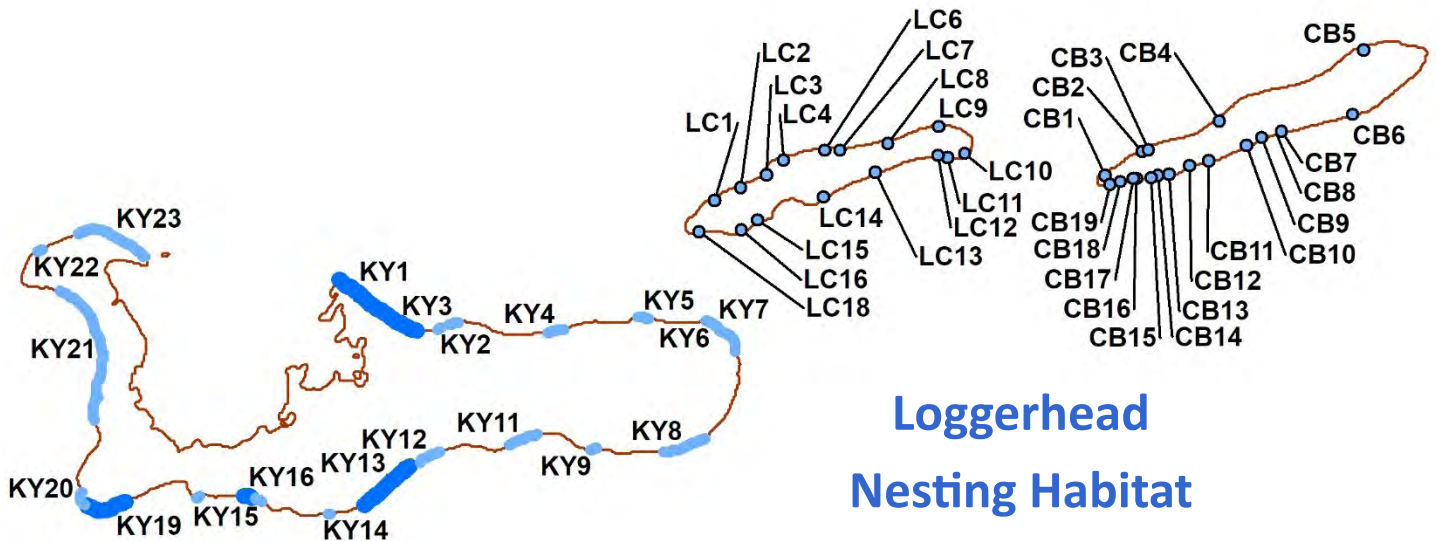 KY1
KY2
KY3
KY4
KY5
KY6
KY7
KY8
KY9
KY11
KY12
KY13
KY14
KY15
KY16
KY19
KY20
KY21
KY22
KY23
LC1
LC2
LC3
LC4
LC6
LC7
LC8
LC9
LC10
LC11
LC12
LC13
LC14
LC15
LC16
LC18
CB1
CB2
CB3
CB4
CB5
CB6
CB7
CB8
CB9
CB10
CB11
CB12
CB13
CB14
CB15
CB16
CB17
CB18
CB19
Loggerhead
Nesting Habitat